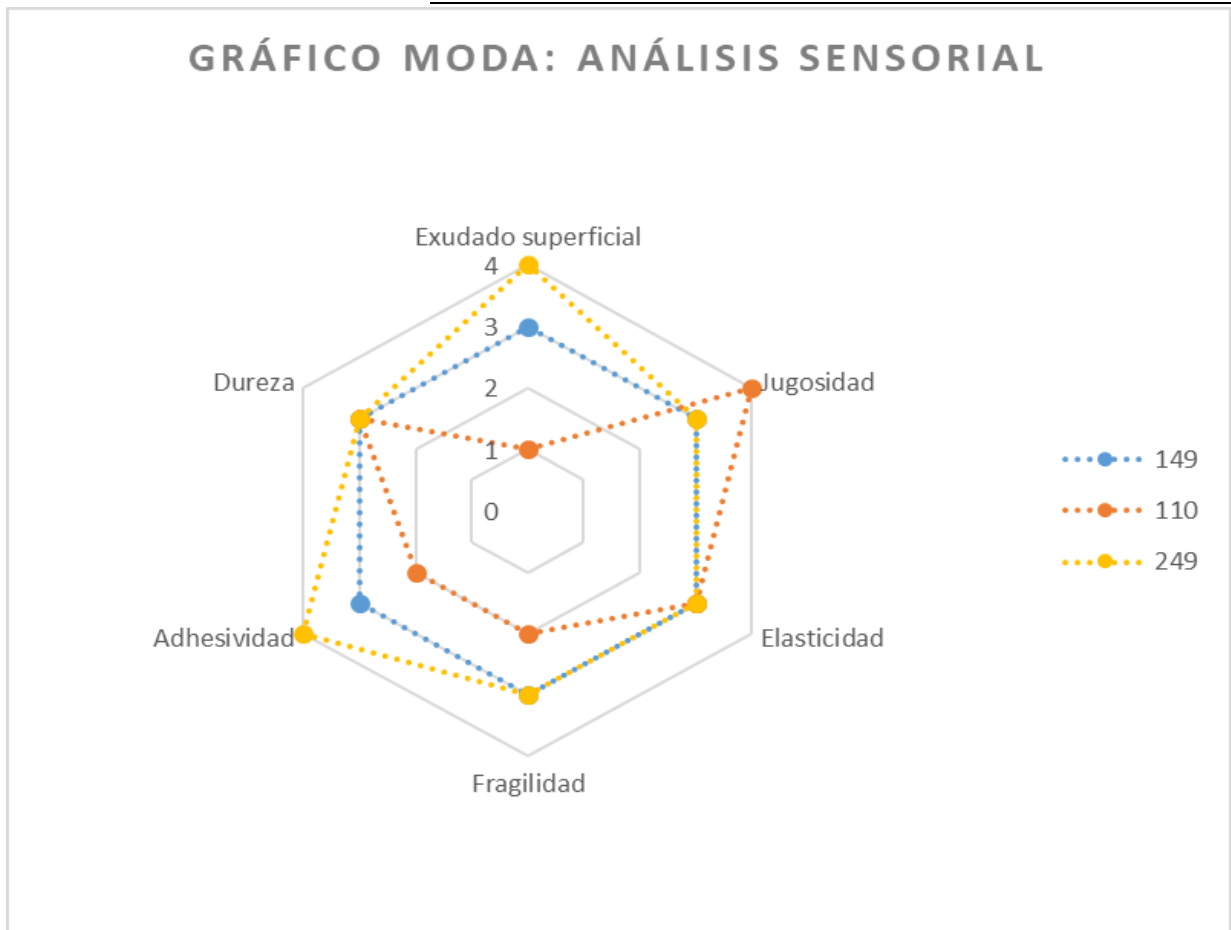 GRÁFICO MODA: ANÁLISIS SENSORIAL
Exudado superficial
4
3
2
1
0
Jugosidad
Elasticidad
Fragilidad
Adhesividad
Dureza
149
110
249